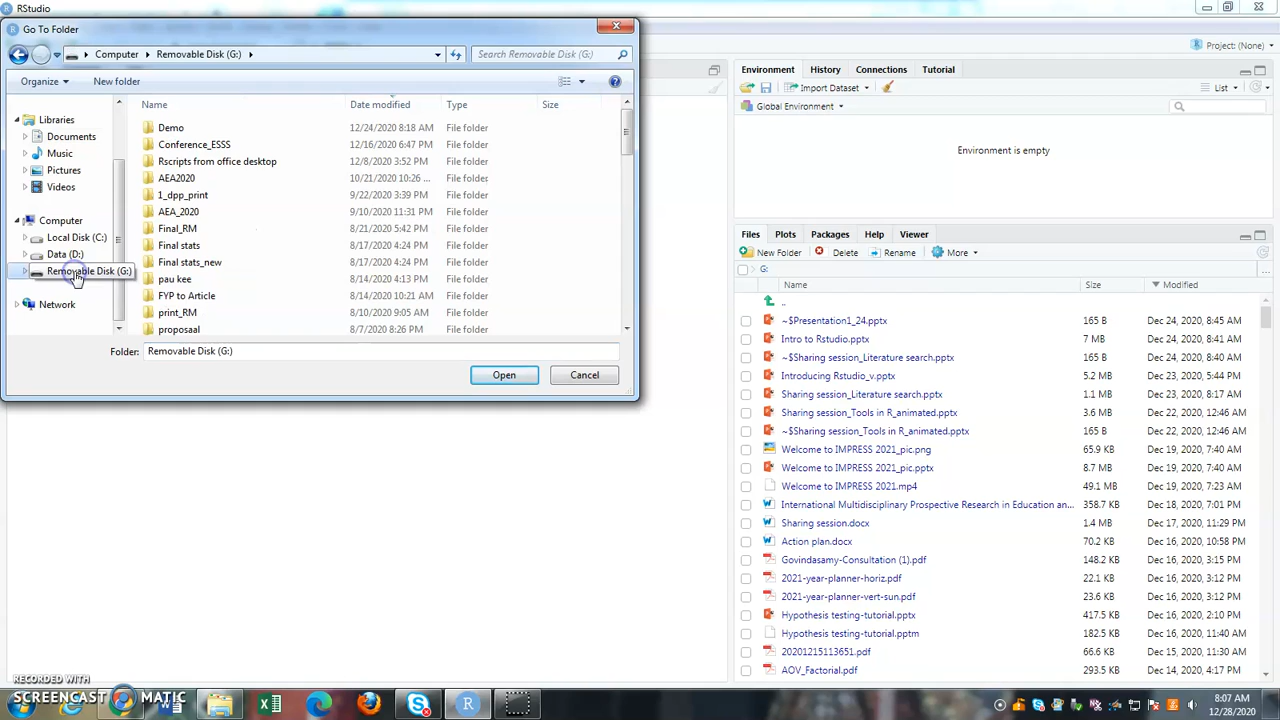 RStudio
Go To Folder
Computer Removable Disk (G:)
Search Removable Disk (G:)
Organize New folder
Name Date modified Type Size
Libraries
Documents
Music
Pictures
Videos
Computer
Local Disk (C:)
Data (D:)
Removable Disk (G:)
Network
Demo 12/24/2020 8:18 AM File folder
Conference_ESSS 12/16/2020 6:47 PM File folder
Rscripts from office desktop 12/8/2020 3:52 PM File folder
AEA2020 10/21/2020 10:26 ... File folder
1_dpp_print 9/22/2020 3:39 PM File folder
AEA_2020 9/10/2020 11:31 PM File folder
Final_RM 8/21/2020 5:42 PM File folder
Final stats 8/17/2020 4:24 PM File folder
Final stats_new 8/17/2020 4:24 PM File folder
pau kee 8/14/2020 4:13 PM File folder
FYP to Article 8/14/2020 10:21 AM File folder
print_RM 8/10/2020 9:05 AM File folder
proposaal 8/7/2020 8:26 PM File folder
Folder: Removable Disk (G:)
Open Cancel
Project: (None)
Environment History Connections Tutorial
Import Dataset List
Global Environment
Environment is empty
Files Plots Packages Help Viewer
New Folder Delete Rename More
G: ...
Name Size Modified
..
~$Presentation1_24.pptx 165 B Dec 24, 2020, 8:45 AM
Intro to Rstudio.pptx 7 MB Dec 24, 2020, 8:41 AM
~$Sharing session_Literature search.pptx 165 B Dec 24, 2020, 8:40 AM
Introducing Rstudio_v.pptx 5.2 MB Dec 23, 2020, 5:44 PM
Sharing session_Literature search.pptx 1.1 MB Dec 23, 2020, 8:17 AM
Sharing session_Tools in R_animated.pptx 3.6 MB Dec 22, 2020, 12:46 AM
~$Sharing session_Tools in R_animated.pptx 165 B Dec 22, 2020, 12:46 AM
Welcome to IMPRESS 2021_pic.png 65.9 KB Dec 19, 2020, 7:40 AM
Welcome to IMPRESS 2021_pic.pptx 8.7 MB Dec 19, 2020, 7:40 AM
Welcome to IMPRESS 2021.mp4 49.1 MB Dec 19, 2020, 7:23 AM
International Multidisciplinary Prospective Research in Education an... 358.7 KB Dec 18, 2020, 7:01 PM
Sharing session.docx 1.4 MB Dec 17, 2020, 11:29 PM
Action plan.docx 70.2 KB Dec 16, 2020, 10:58 PM
Govindasamy-Consultation (1).pdf 148.2 KB Dec 16, 2020, 3:15 PM
2021-year-planner-horiz.pdf 22.1 KB Dec 16, 2020, 3:12 PM
2021-year-planner-vert-sun.pdf 23.6 KB Dec 16, 2020, 3:12 PM
Hypothesis testing-tutorial.pptx 417.5 KB Dec 16, 2020, 2:10 PM
Hypothesis testing-tutorial.pptm 182.5 KB Dec 16, 2020, 11:40 AM
20201215113651.pdf 66.6 KB Dec 15, 2020, 11:30 AM
AOV_Factorial.pdf 293.5 KB Dec 14, 2020, 4:17 PM
RECORDED WITH
SCREENCAST MATIC
8:07 AM
12/28/2020